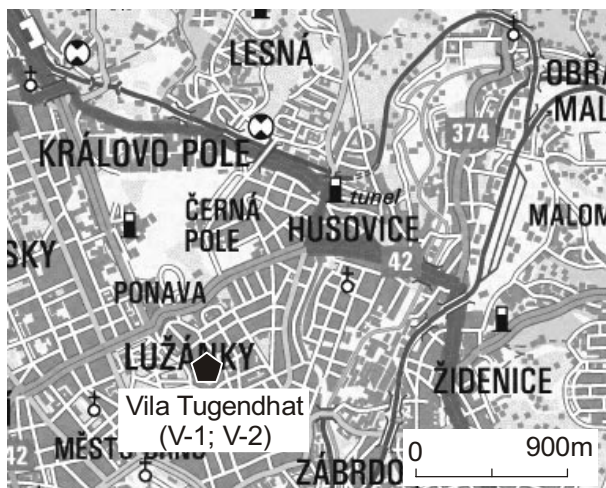 LESNÁ
OBŘA
MAL
374
KRÁLOVO POLE
tunel
ČERNÁ
POLE
HUSOVICE
MALOM
SKY
42
PONAVA
LUŽÁNKY
ŽIDENICE
Vila Tugendhat
(V-1; V-2)
MĚSTO BRNO
42
ZÁBRDO
0 900m